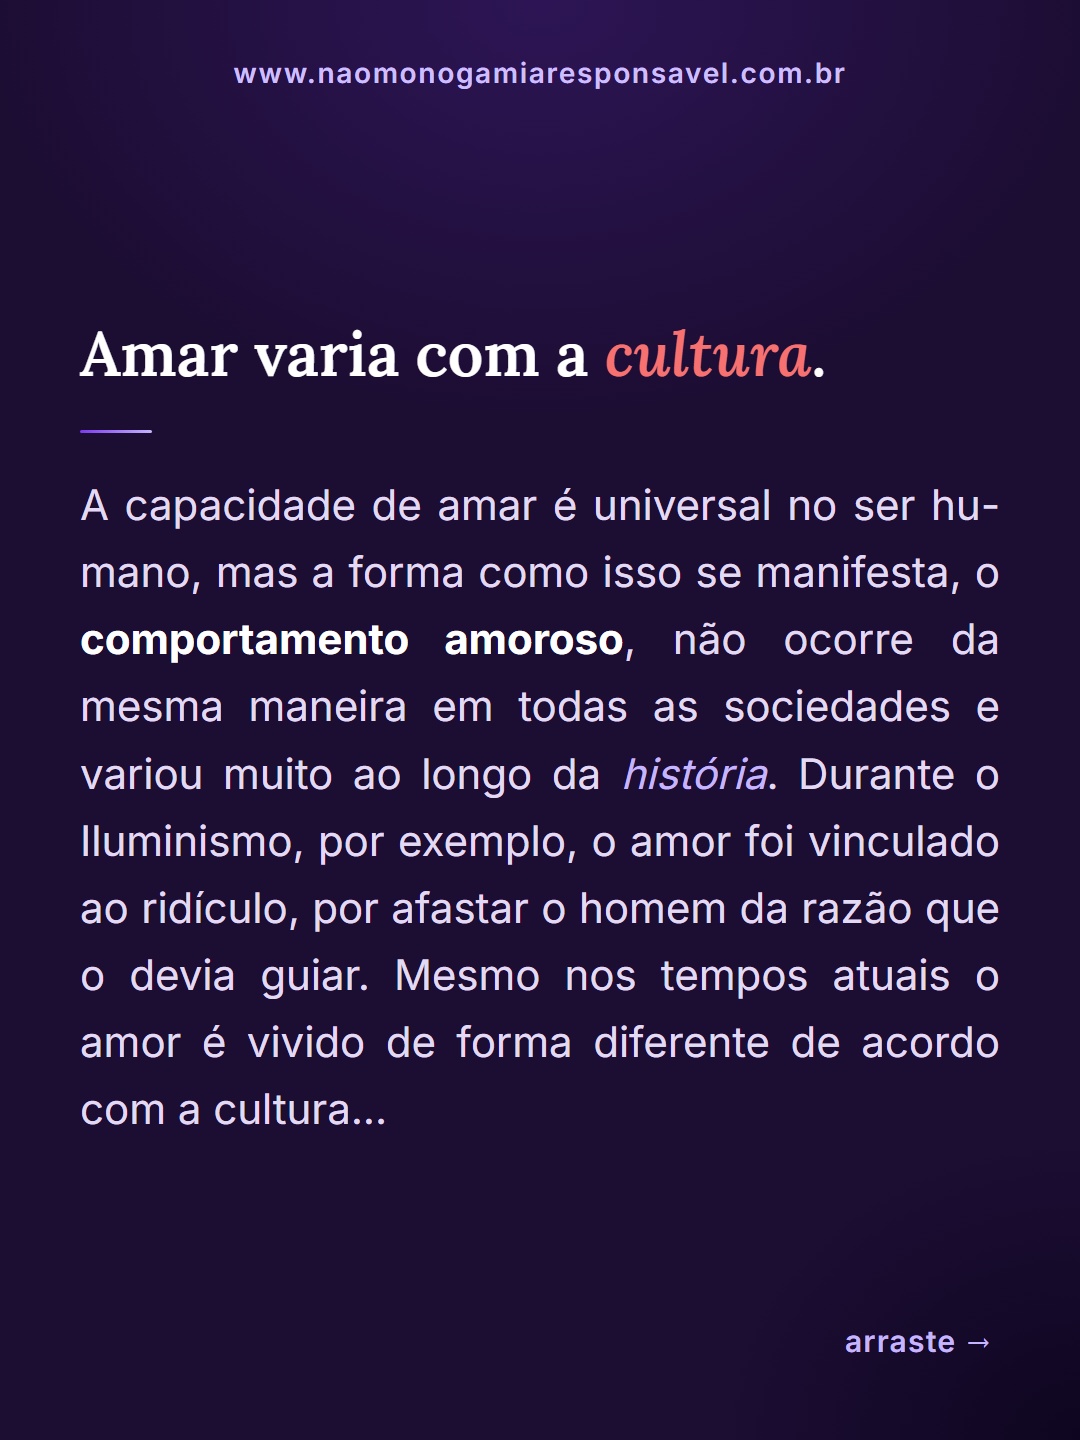 www.naomonogamiaresponsavel.com.br
Amar varia com a cultura.
A capacidade de amar é universal no ser hu-
mano, mas a forma como isso se manifesta, o
comportamento amoroso, não ocorre da
mesma maneira em todas as sociedades e
variou muito ao longo da história. Durante o
Iluminismo, por exemplo, o amor foi vinculado
ao ridículo, por afastar o homem da razão que
o devia guiar. Mesmo nos tempos atuais o
amor é vivido de forma diferente de acordo
com a cultura...
arraste →